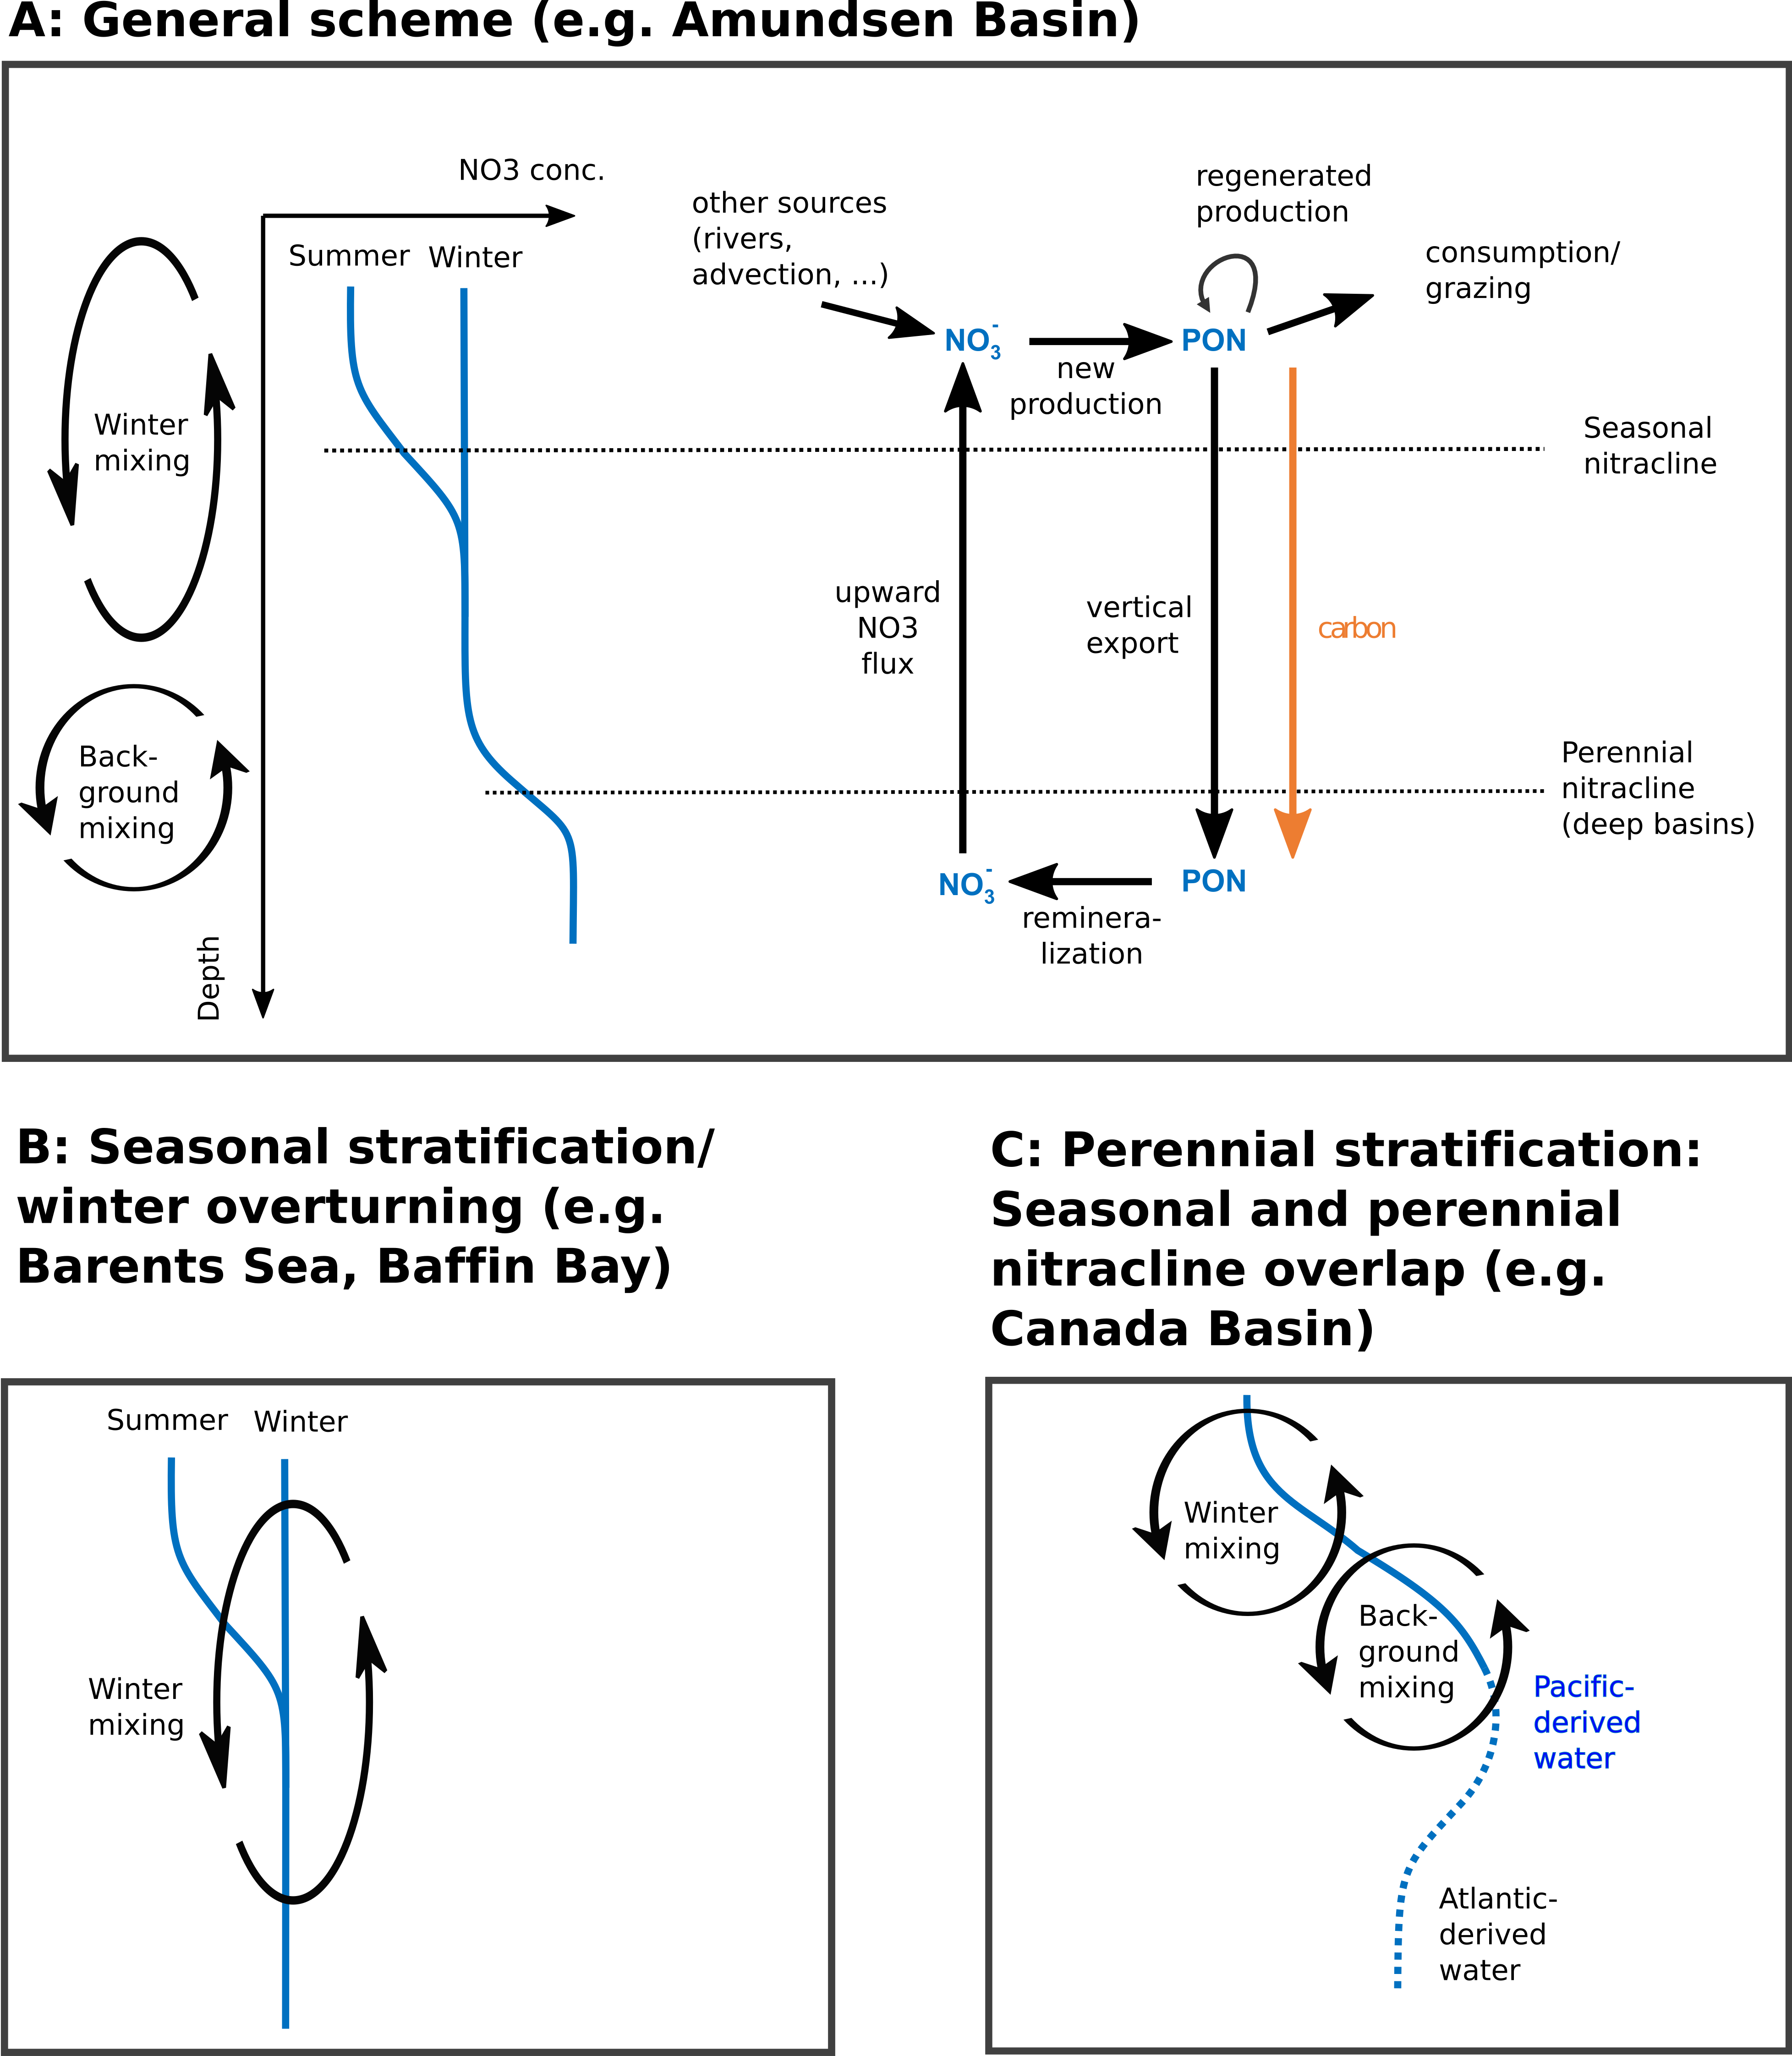 A: General scheme (e.g. Amundsen Basin)
NO3 conc.
Summer
Winter
Winter
mixing
Back-
ground
mixing
Depth
other sources
(rivers,
advection, ...)
regenerated
production
consumption/
grazing
NO3-
new
production
PON
Seasonal
nitracline
upward
NO3
flux
vertical
export
carbon
Perennial
nitracline
(deep basins)
NO3-
reminera-
lization
PON
B: Seasonal stratification/
winter overturning (e.g.
Barents Sea, Baffin Bay)
Summer
Winter
Winter
mixing
C: Perennial stratification:
Seasonal and perennial
nitracline overlap (e.g.
Canada Basin)
Winter
mixing
Back-
ground
mixing
Pacific-
derived
water
Atlantic-
derived
water